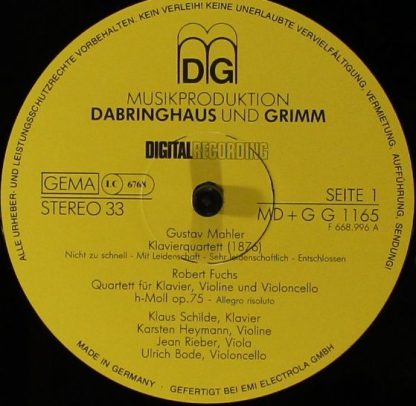 ALLE URHEBER- UND LEISTUNGSSCHUTZRECHTE VORBEHALTEN. KEIN VERLEIH! KEINE UNERLAUBTE VERVIELFÄLTIGUNG, VERMIETUNG, AUFFÜHRUNG, SENDUNG!
MDG
MUSIKPRODUKTION
DABRINGHAUS UND GRIMM
DIGITAL RECORDING
GEMA LC 6768
SEITE 1
STEREO 33
MD+G G 1165
F 668.996 A
Gustav Mahler
Klavierquartett (1876)
Nicht zu schnell - Mit Leidenschaft - Sehr leidenschaftlich - Entschlossen
Robert Fuchs
Quartett für Klavier, Violine und Violoncello
h-Moll op.75 - Allegro risoluto
Klaus Schilde, Klavier
Karsten Heymann, Violine
Jean Rieber, Viola
Ulrich Bode, Violoncello
MADE IN GERMANY · GEFERTIGT BEI EMI ELECTROLA GMBH